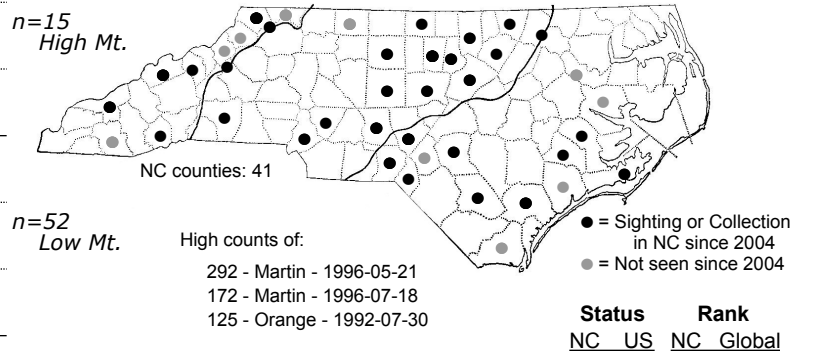 n=15
High Mt.
NC counties: 41
n=52
Low Mt.
High counts of:
292 - Martin - 1996-05-21
172 - Martin - 1996-07-18
125 - Orange - 1992-07-30
= Sighting or Collection
in NC since 2004
= Not seen since 2004
Status Rank
NC US NC Global